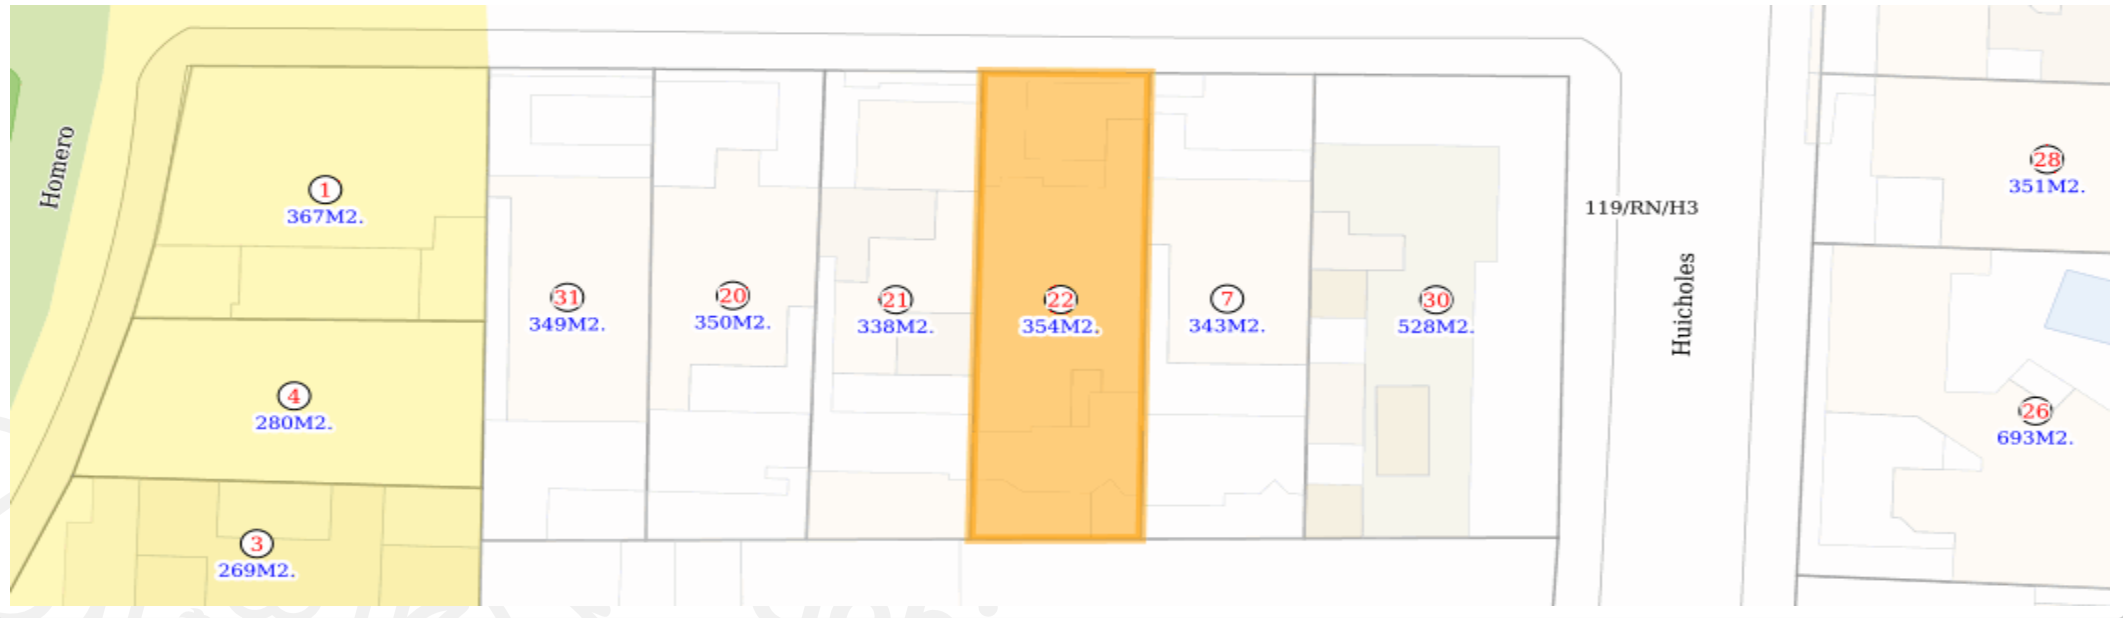 Homero
1
367M2.
4
280M2.
3
269M2.
31
349M2.
20
350M2.
21
338M2.
22
354M2.
7
343M2.
30
528M2.
119/RN/H3
Huicholes
28
351M2.
26
693M2.